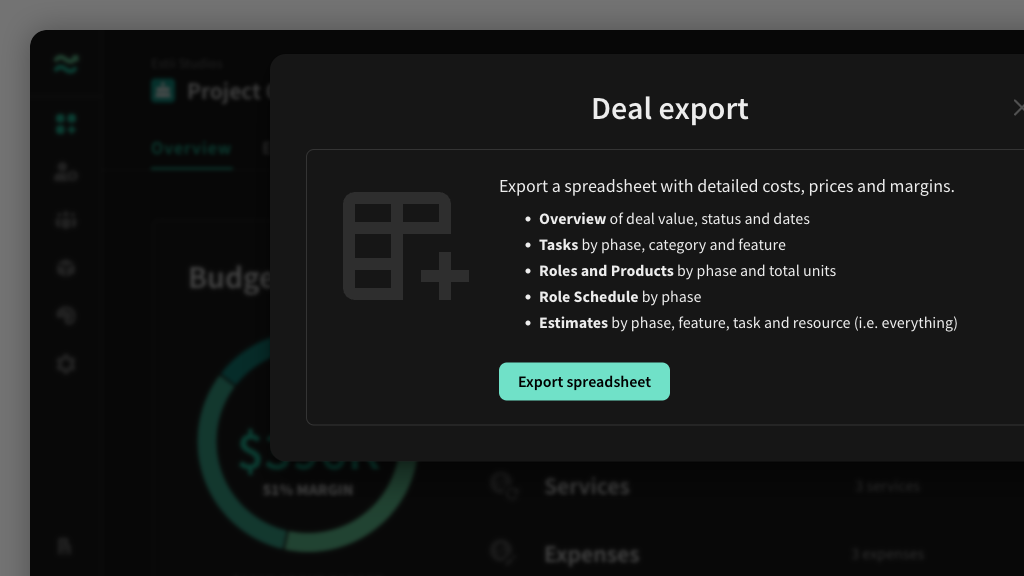 Deal export
Project
Overview
Export a spreadsheet with detailed costs, prices and margins.
• Overview of deal value, status and dates
• Tasks by phase, category and feature
• Roles and Products by phase and total units
• Role Schedule by phase
• Estimates by phase, feature, task and resource (i.e. everything)
Export spreadsheet
51% MARGIN
Services
3 services
Expenses
3 expenses